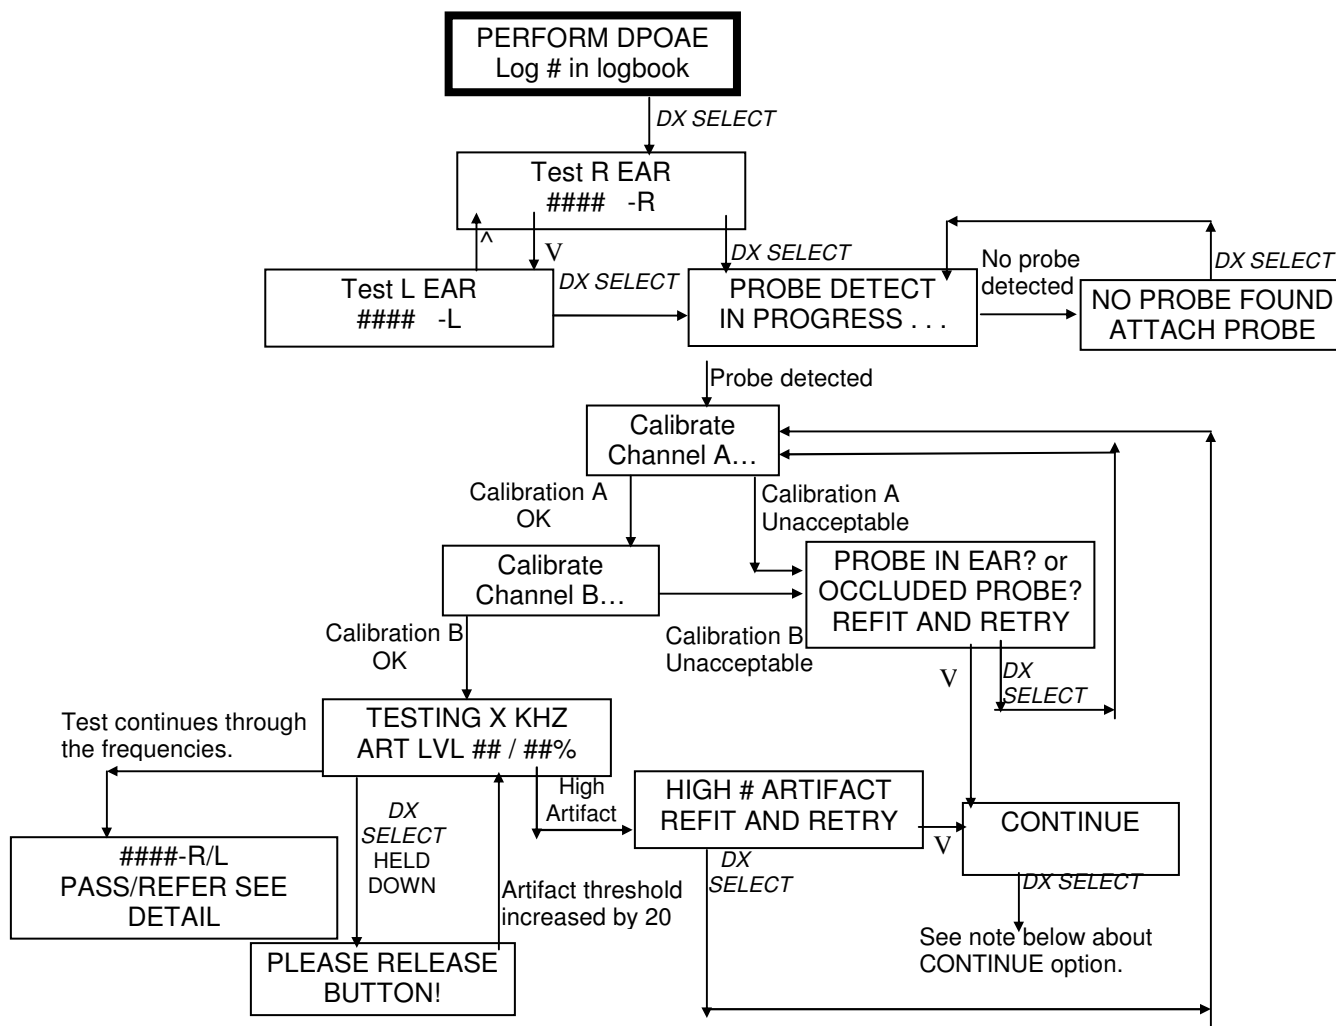 PERFORM DPOAE
Log # in logbook
DX SELECT
Test R EAR
#### -R
^
V
DX SELECT
Test L EAR
#### -L
DX SELECT
PROBE DETECT
IN PROGRESS . . .
No probe
detected
DX SELECT
NO PROBE FOUND
ATTACH PROBE
Probe detected
Calibrate
Channel A…
Calibration A
OK
Calibration A
Unacceptable
Calibrate
Channel B…
PROBE IN EAR? or
OCCLUDED PROBE?
REFIT AND RETRY
Calibration B
OK
Calibration B
Unacceptable
V
DX
SELECT
Test continues through
the frequencies.
TESTING X KHZ
ART LVL ## / ##%
High
Artifact
HIGH # ARTIFACT
REFIT AND RETRY
V
CONTINUE
DX
SELECT
HELD
DOWN
DX
SELECT
DX SELECT
####-R/L
PASS/REFER SEE
DETAIL
Artifact threshold
increased by 20
See note below about
CONTINUE option.
PLEASE RELEASE
BUTTON!